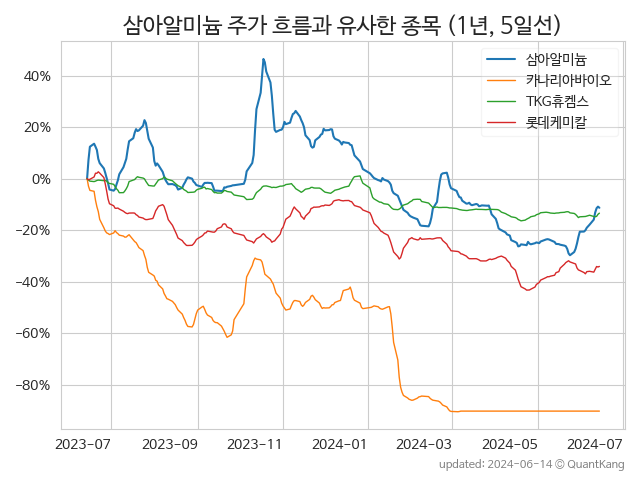 삼아알미늄 주가 흐름과 유사한 종목 (1년, 5일선)
삼아알미늄
카나리아바이오
TKG휴켐스
롯데케미칼
40%
20%
0%
−20%
−40%
−60%
−80%
2023-07 2023-09 2023-11 2024-01 2024-03 2024-05 2024-07
updated: 2024-06-14 © QuantKang